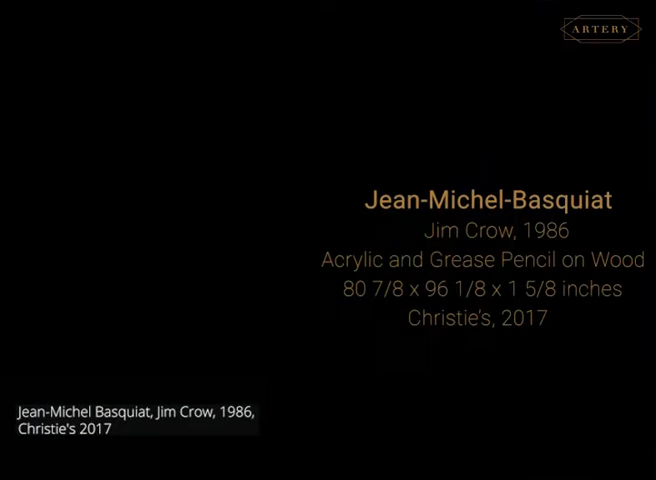 ARTERY
Jean-Michel-Basquiat
Jim Crow, 1986
Acrylic and Grease Pencil on Wood
80 7/8 x 96 1/8 x 1 5/8 inches
Christie's, 2017
Jean-Michel Basquiat, Jim Crow, 1986,
Christie's 2017